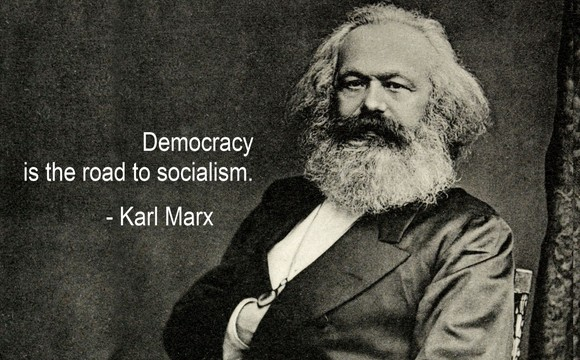 Democracy
is the road to socialism.
- Karl Marx